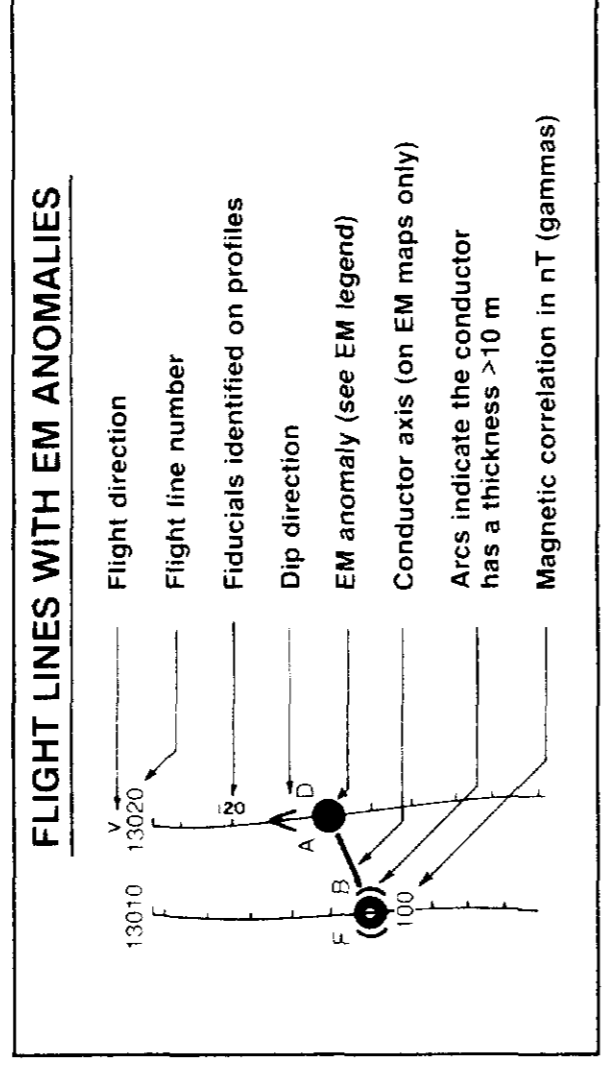 FLIGHT LINES WITH EM ANOMALIES
13010
13020
V
Flight direction
Flight line number
20
Fiducials identified on profiles
Dip direction
A
D
EM anomaly (see EM legend)
F
B
Conductor axis (on EM maps only)
Arcs indicate the conductor
has a thickness >10 m
100
Magnetic correlation in nT (gammas)